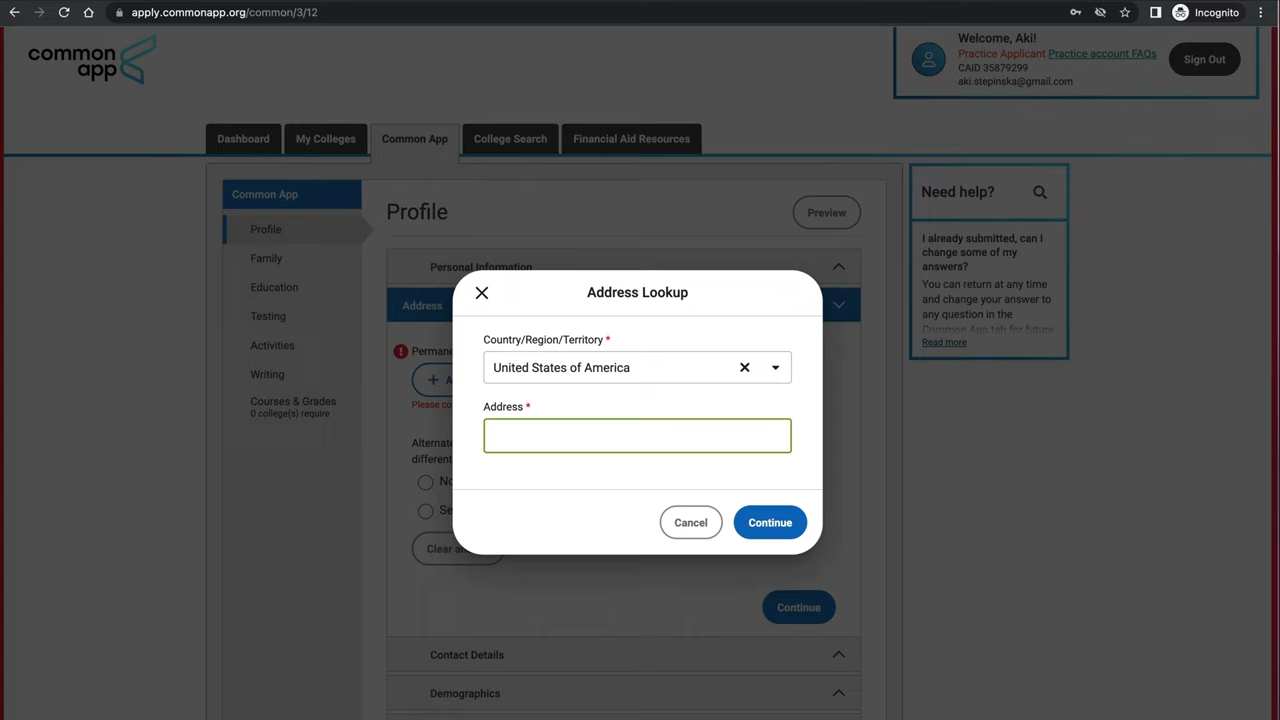 apply.commonapp.org/common/3/12
Incognito
common
app
Welcome, Aki!
Practice Applicant Practice account FAQs
CAID 35879299
aki.stepinska@gmail.com
Sign Out
Dashboard
My Colleges
Common App
College Search
Financial Aid Resources
Common App
Profile
Family
Education
Testing
Activities
Writing
Courses & Grades
0 college(s) require
Profile
Preview
Personal Information
Address
Permane
A
Please co
Alternate
different
No
Se
Clear an
Continue
Contact Details
Demographics
Address Lookup
Country/Region/Territory *
United States of America
Address *
Cancel
Continue
Need help?
I already submitted, can I
change some of my
answers?
You can return at any time
and change your answer to
any question in the
Common App tab for future
Read more